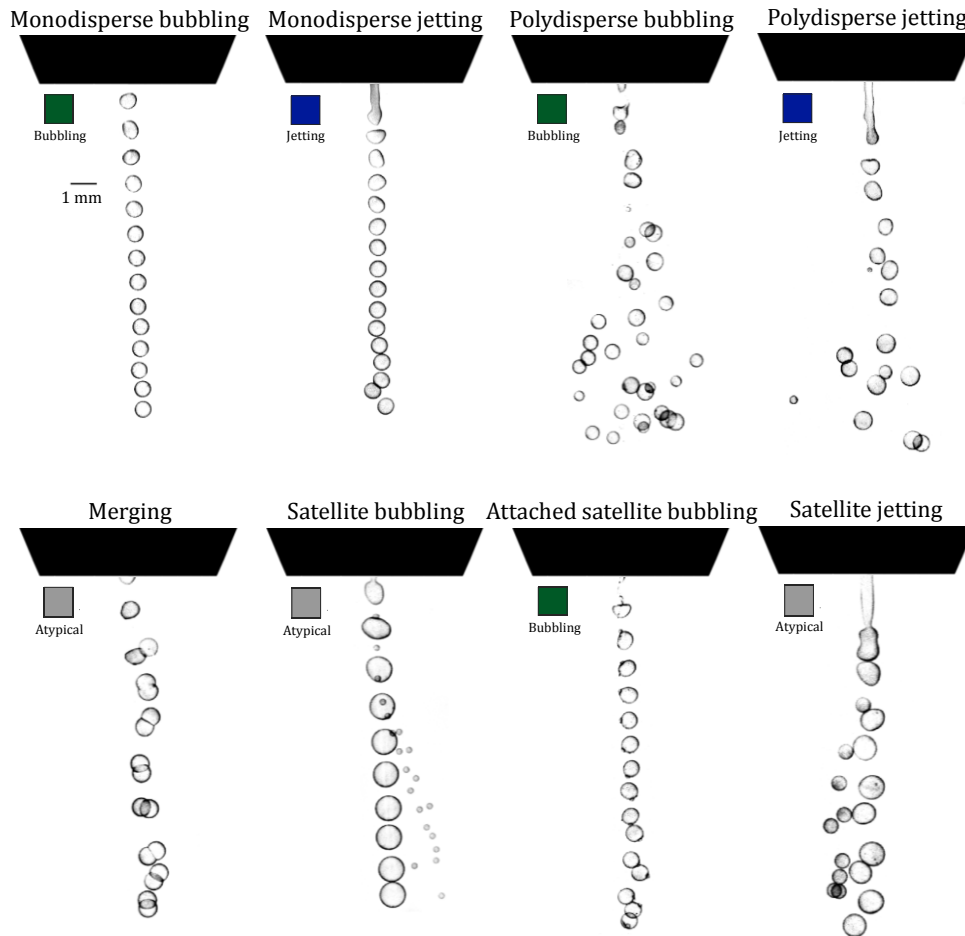 Monodisperse bubbling
Monodisperse jetting
Polydisperse bubbling
Polydisperse jetting
Bubbling
Jetting
Bubbling
Jetting
1 mm
Merging
Satellite bubbling
Attached satellite bubbling
Satellite jetting
Atypical
Atypical
Bubbling
Atypical